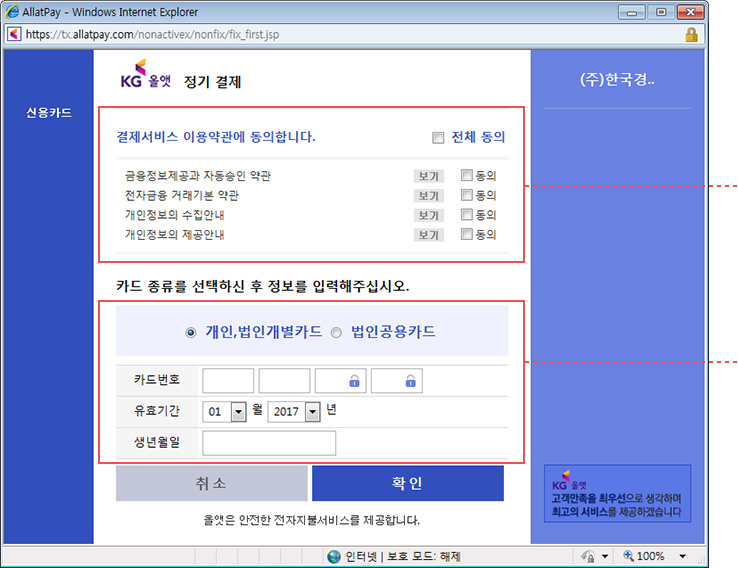 AllatPay - Windows Internet Explorer
https://tx.allatpay.com/nonactivex/nonfix/fix_first.jsp
신용카드
KG 올앳 정기 결제
(주)한국경..
결제서비스 이용약관에 동의합니다. 전체 동의
금융정보제공과 자동승인 약관 보기 동의
전자금융 거래기본 약관 보기 동의
개인정보의 수집안내 보기 동의
개인정보의 제공안내 보기 동의
카드 종류를 선택하신 후 정보를 입력해주십시오.
개인,법인개별카드 법인공용카드
카드번호
유효기간 01 월 2017 년
생년월일
취소 확인
KG 올앳
고객만족을 최우선으로 생각하며
최고의 서비스를 제공하겠습니다
올앳은 안전한 전자지불서비스를 제공합니다.
인터넷 | 보호 모드: 해제 100%